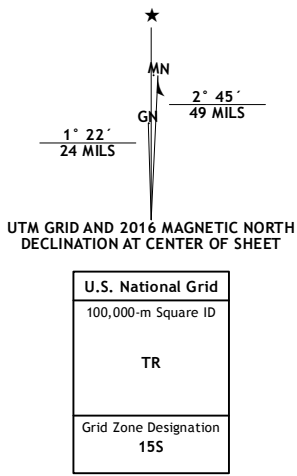 ★
MN
GN
2° 45´
49 MILS
1° 22´
24 MILS
UTM GRID AND 2016 MAGNETIC NORTH
DECLINATION AT CENTER OF SHEET
U.S. National Grid
100,000-m Square ID
TR
Grid Zone Designation
15S